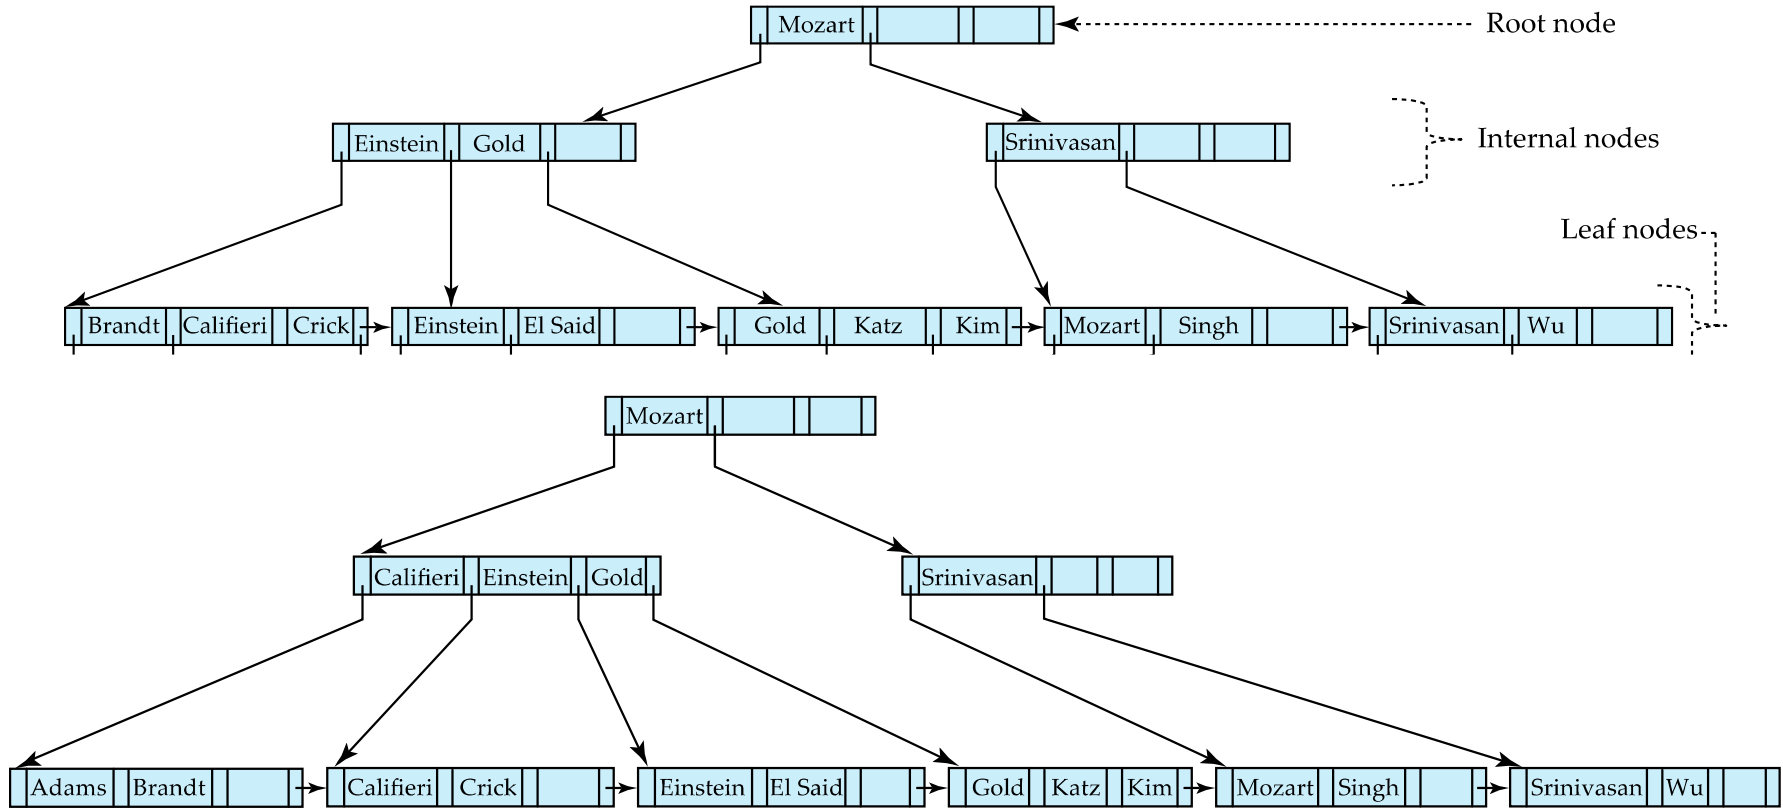 Mozart Root node
Einstein Gold Srinivasan Internal nodes
Leaf nodes
Brandt Califieri Crick Einstein El Said Gold Katz Kim Mozart Singh Srinivasan Wu
Mozart
Califieri Einstein Gold Srinivasan
Adams Brandt Califieri Crick Einstein El Said Gold Katz Kim Mozart Singh Srinivasan Wu